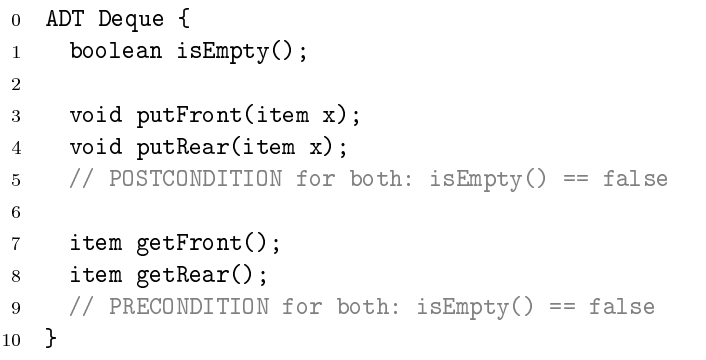 0 ADT Deque {
1 boolean isEmpty();
2
3 void putFront(item x);
4 void putRear(item x);
5 // POSTCONDITION for both: isEmpty() == false
6
7 item getFront();
8 item getRear();
9 // PRECONDITION for both: isEmpty() == false
10 }